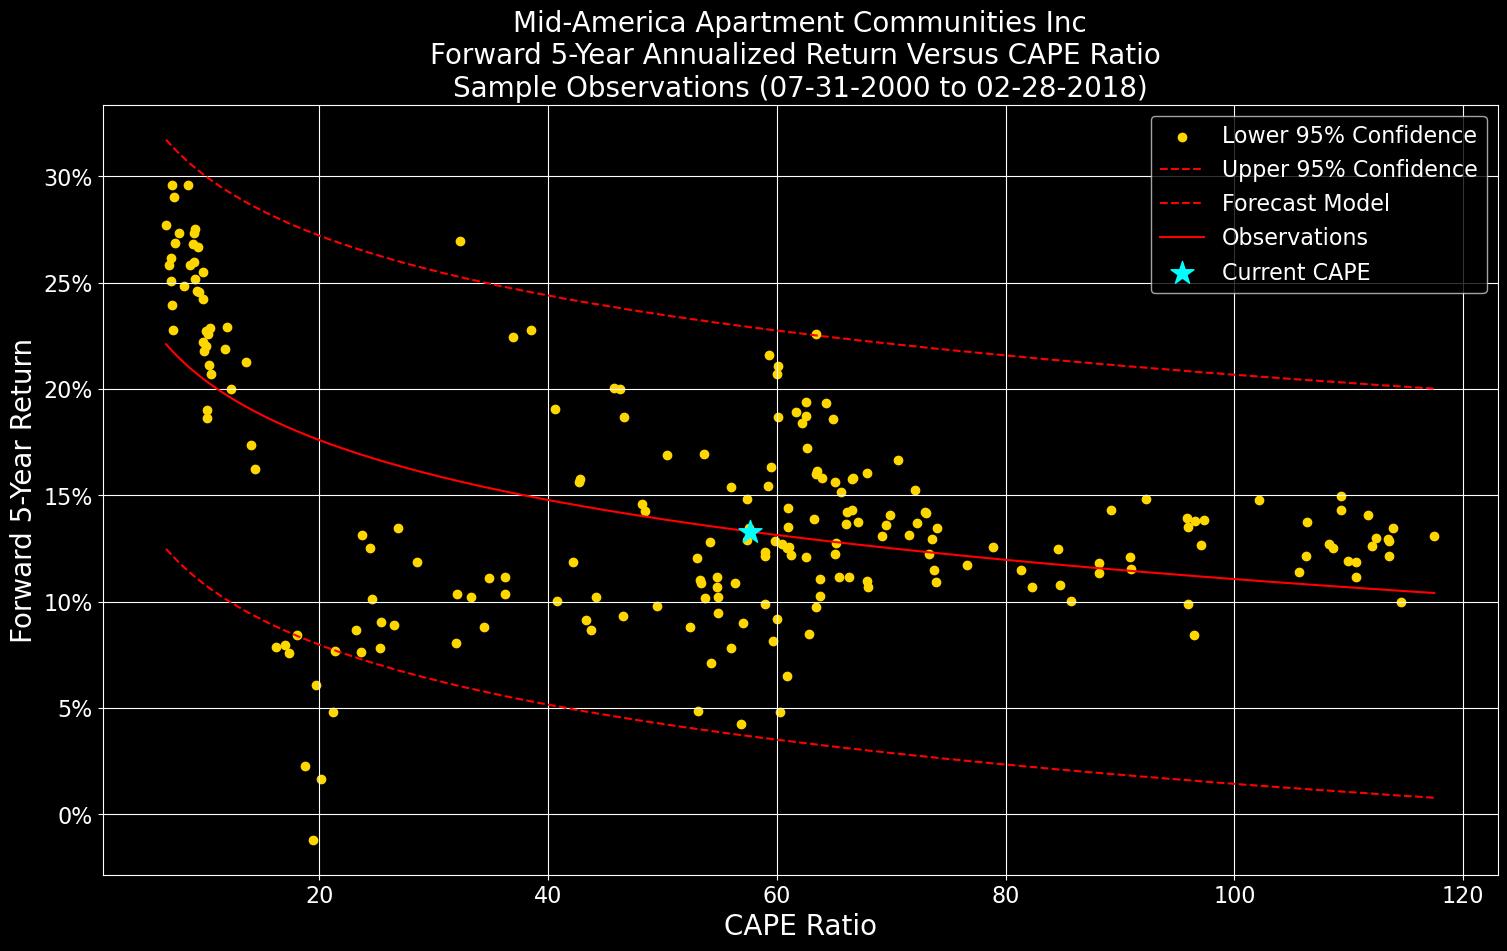 Mid-America Apartment Communities Inc
Forward 5-Year Annualized Return Versus CAPE Ratio
Sample Observations (07-31-2000 to 02-28-2018)
Lower 95% Confidence
Upper 95% Confidence
Forecast Model
Observations
Current CAPE
Forward 5-Year Return
30%
25%
20%
15%
10%
5%
0%
20 40 60 80 100 120
CAPE Ratio